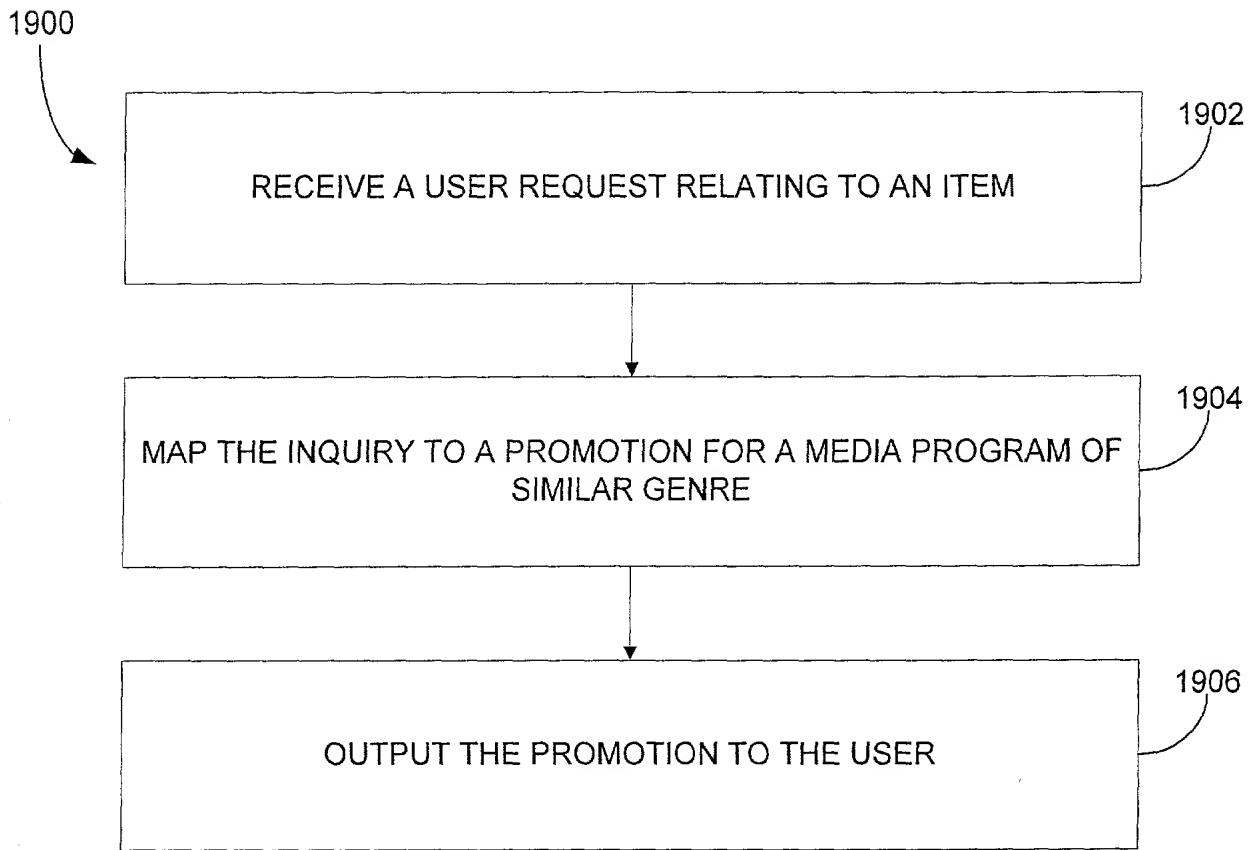 1900
1902
RECEIVE A USER REQUEST RELATING TO AN ITEM
1904
MAP THE INQUIRY TO A PROMOTION FOR A MEDIA PROGRAM OF
SIMILAR GENRE
1906
OUTPUT THE PROMOTION TO THE USER